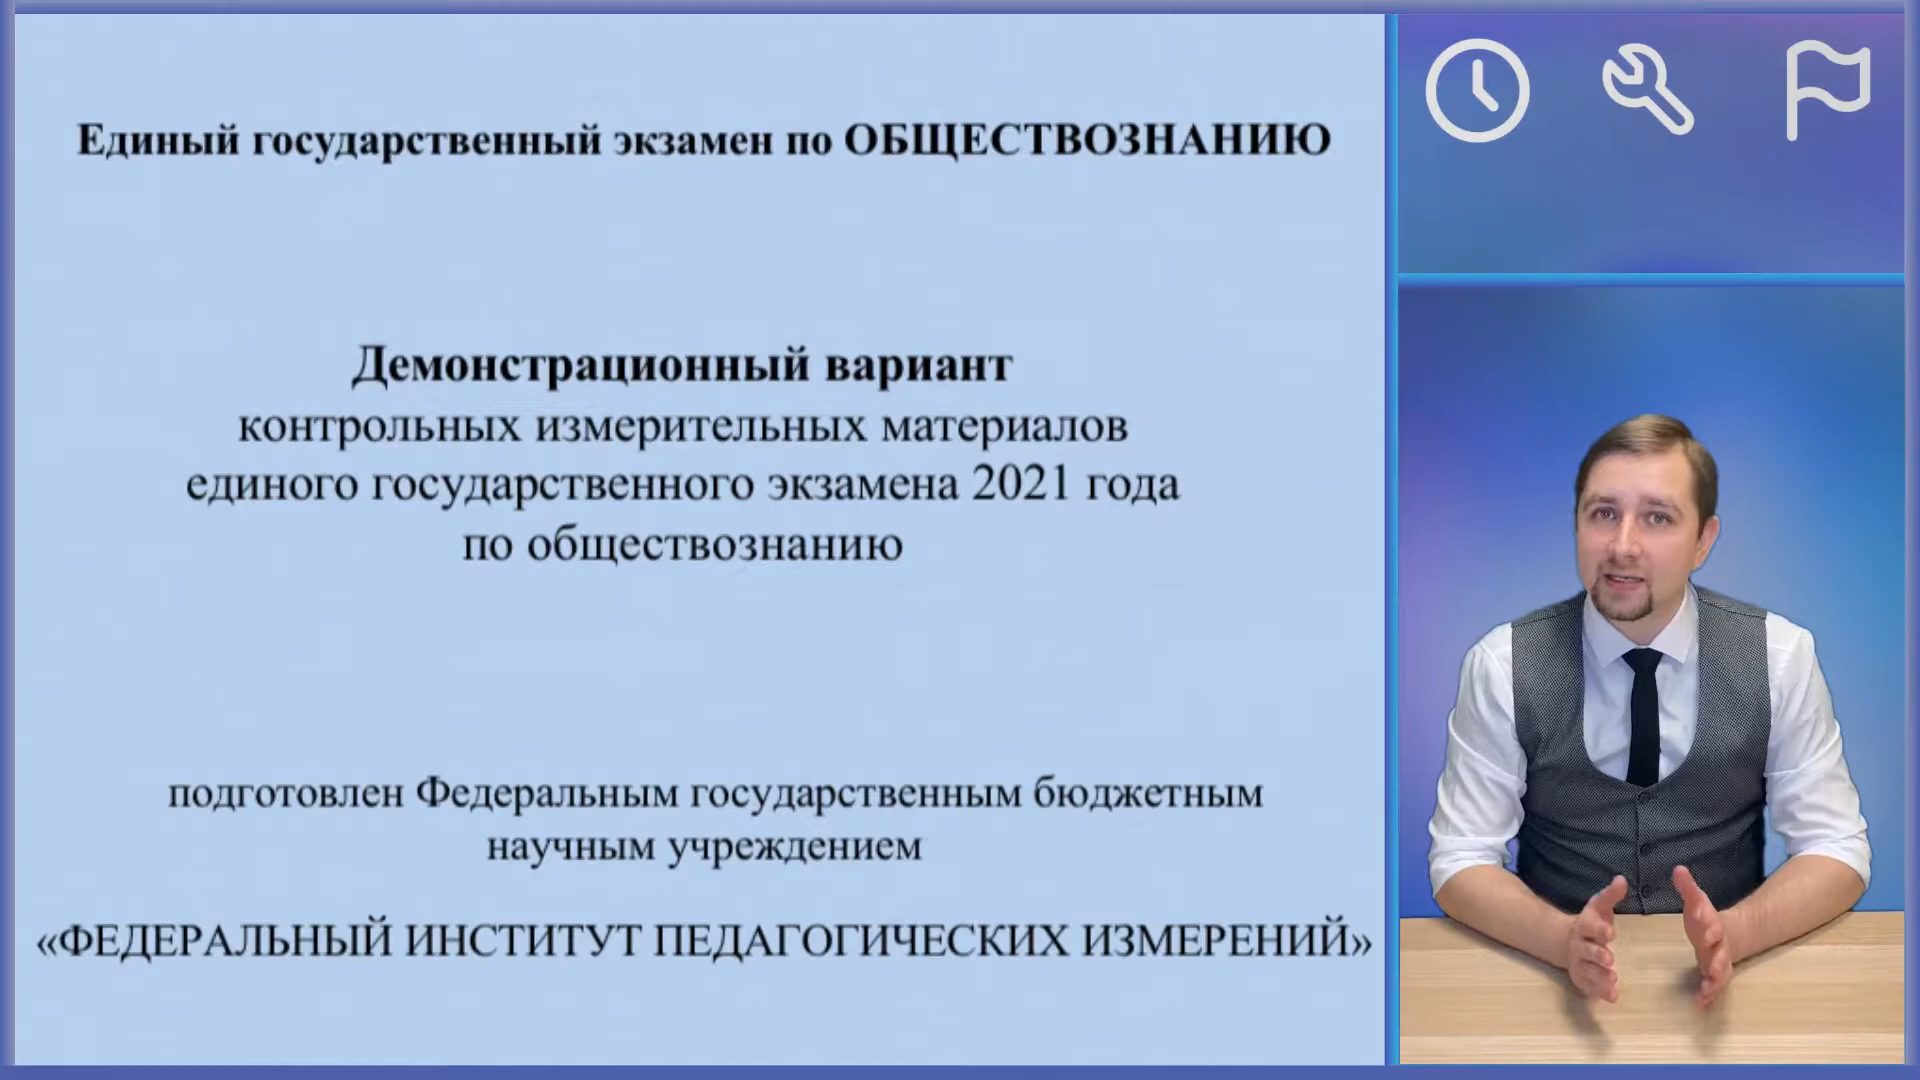 Единый государственный экзамен по ОБЩЕСТВОЗНАНИЮ
Демонстрационный вариант
контрольных измерительных материалов
единого государственного экзамена 2021 года
по обществознанию
подготовлен Федеральным государственным бюджетным
научным учреждением
«ФЕДЕРАЛЬНЫЙ ИНСТИТУТ ПЕДАГОГИЧЕСКИХ ИЗМЕРЕНИЙ»